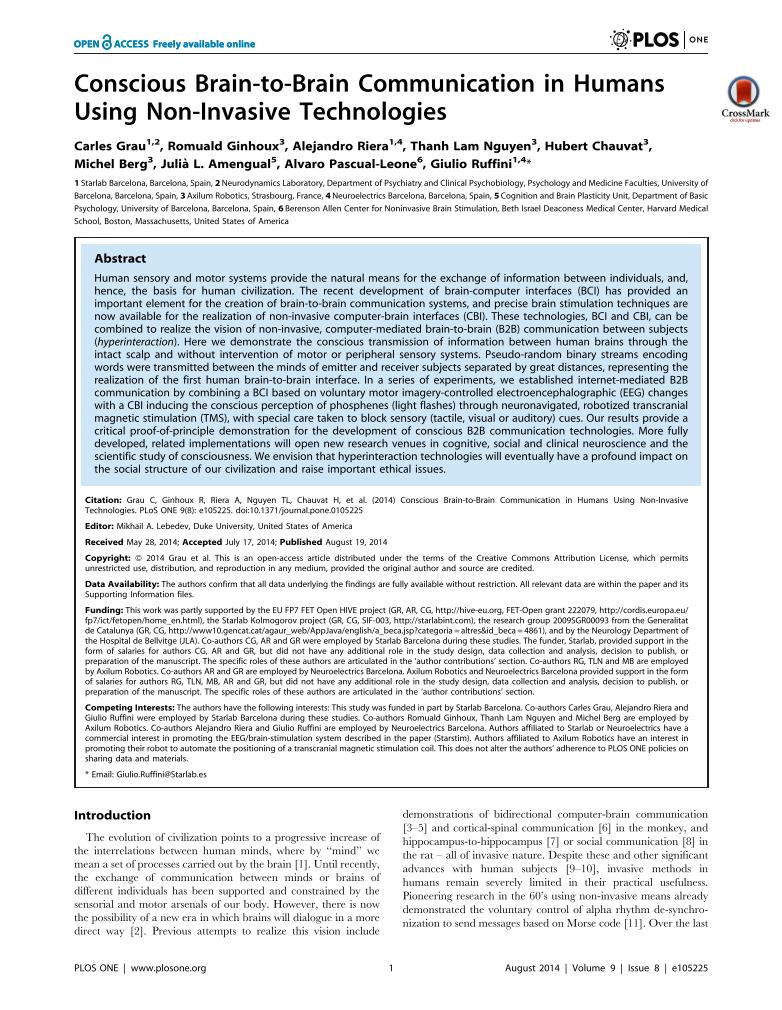 OPEN ACCESS Freely available online
PLOS ONE
Conscious Brain-to-Brain Communication in Humans
Using Non-Invasive Technologies
CrossMark
click for updates
Carles Grau1,2, Romuald Ginhoux3, Alejandro Riera1,4, Thanh Lam Nguyen3, Hubert Chauvat3,
Michel Berg3, Julià L. Amengual5, Alvaro Pascual-Leone6, Giulio Ruffini1,4*
1 Starlab Barcelona, Barcelona, Spain, 2 Neurodynamics Laboratory, Department of Psychiatry and Clinical Psychobiology, Psychology and Medicine Faculties, University of
Barcelona, Barcelona, Spain, 3 Axilum Robotics, Strasbourg, France, 4 Neuroelectrics Barcelona, Barcelona, Spain, 5 Cognition and Brain Plasticity Unit, Department of Basic
Psychology, University of Barcelona, Barcelona, Spain, 6 Berenson Allen Center for Noninvasive Brain Stimulation, Beth Israel Deaconess Medical Center, Harvard Medical
School, Boston, Massachusetts, United States of America
Abstract
Human sensory and motor systems provide the natural means for the exchange of information between individuals, and,
hence, the basis for human civilization. The recent development of brain-computer interfaces (BCI) has provided an
important element for the creation of brain-to-brain communication systems, and precise brain stimulation techniques are
now available for the realization of non-invasive computer-brain interfaces (CBI). These technologies, BCI and CBI, can be
combined to realize the vision of non-invasive, computer-mediated brain-to-brain (B2B) communication between subjects
(hyperinteraction). Here we demonstrate the conscious transmission of information between human brains through the
intact scalp and without intervention of motor or peripheral sensory systems. Pseudo-random binary streams encoding
words were transmitted between the minds of emitter and receiver subjects separated by great distances, representing the
realization of the first human brain-to-brain interface. In a series of experiments, we established internet-mediated B2B
communication by combining a BCI based on voluntary motor imagery-controlled electroencephalographic (EEG) changes
with a CBI inducing the conscious perception of phosphenes (light flashes) through neuronavigated, robotized transcranial
magnetic stimulation (TMS), with special care taken to block sensory (tactile, visual or auditory) cues. Our results provide a
critical proof-of-principle demonstration for the development of conscious B2B communication technologies. More fully
developed, related implementations will open new research venues in cognitive, social and clinical neuroscience and the
scientific study of consciousness. We envision that hyperinteraction technologies will eventually have a profound impact on
the social structure of our civilization and raise important ethical issues.
Citation: Grau C, Ginhoux R, Riera A, Nguyen TL, Chauvat H, et al. (2014) Conscious Brain-to-Brain Communication in Humans Using Non-Invasive
Technologies. PLoS ONE 9(8): e105225. doi:10.1371/journal.pone.0105225
Editor: Mikhail A. Lebedev, Duke University, United States of America
Received May 28, 2014; Accepted July 17, 2014; Published August 19, 2014
Copyright: © 2014 Grau et al. This is an open-access article distributed under the terms of the Creative Commons Attribution License, which permits
unrestricted use, distribution, and reproduction in any medium, provided the original author and source are credited.
Data Availability: The authors confirm that all data underlying the findings are fully available without restriction. All relevant data are within the paper and its
Supporting Information files.
Funding: This work was partly supported by the EU FP7 FET Open HIVE project (GR, AR, CG, http://hive-eu.org, FET-Open grant 222079, http://cordis.europa.eu/
fp7/ict/fetopen/home_en.html), the Starlab Kolmogorov project (GR, CG, SIF-003, http://starlabint.com), the research group 2009SGR00093 from the Generalitat
de Catalunya (GR, CG, http://www10.gencat.cat/agaur_web/AppJava/english/a_beca.jsp?categoria=altres&id_beca=4861), and by the Neurology Department of
the Hospital de Bellvitge (JLA). Co-authors CG, AR and GR were employed by Starlab during these studies. The funder, Starlab, provided support in the
form of salaries for authors CG, AR and GR, but did not have any additional role in the study design, data collection and analysis, decision to publish, or
preparation of the manuscript. The specific roles of these authors are articulated in the 'author contributions' section. Co-authors RG, TLN and MB are employed
by Axilum Robotics. Co-authors AR and GR are employed by Neuroelectrics Barcelona. Axilum Robotics and Neuroelectrics Barcelona provided support in the form
of salaries for authors RG, TLN, MB, AR and GR, but did not have any additional role in the study design, data collection and analysis, decision to publish, or
preparation of the manuscript. The specific roles of these authors are articulated in the 'author contributions' section.
Competing Interests: The authors have the following interests: This study was funded in part by Starlab Barcelona. Co-authors Carles Grau, Alejandro Riera and
Giulio Ruffini were employed by Starlab Barcelona during these studies. Co-authors Romuald Ginhoux, Thanh Lam Nguyen and Michel Berg are employed by
Axilum Robotics. Co-authors Alejandro Riera and Giulio Ruffini are employed by Neuroelectrics Barcelona. Authors affiliated to Starlab or Neuroelectrics have a
commercial interest in promoting the EEG/brain-stimulation system described in the paper (Starstim). Authors affiliated to Axilum Robotics have an interest in
promoting their robot to automate the positioning of a transcranial magnetic stimulation coil. This does not alter the authors' adherence to PLOS ONE policies on
sharing data and materials.
* Email: Giulio.Ruffini@Starlab.es
Introduction
The evolution of civilization points to a progressive increase of
the interrelations between human minds, where by "mind" we
mean a set of processes carried out by the brain [1]. Until recently,
the exchange of communication between minds or brains of
different individuals has been supported and constrained by the
sensorial and motor arsenals of our body. However, there is now
the possibility of a new era in which brains will dialogue in a more
direct way [2]. Previous attempts to realize this vision include
demonstrations of bidirectional computer-brain communication
[3–5] and cortical-spinal communication [6] in the monkey, and
hippocampus-to-hippocampus [7] or social communication [8] in
the rat – all of invasive nature. Despite these and other significant
advances with human subjects [9–10], invasive methods in
humans remain severely limited in their practical usefulness.
Pioneering research in the 60's using non-invasive means already
demonstrated the voluntary control of alpha rhythm de-synchro-
nization to send messages based on Morse code [11]. Over the last
PLOS ONE | www.plosone.org
1
August 2014 | Volume 9 | Issue 8 | e105225